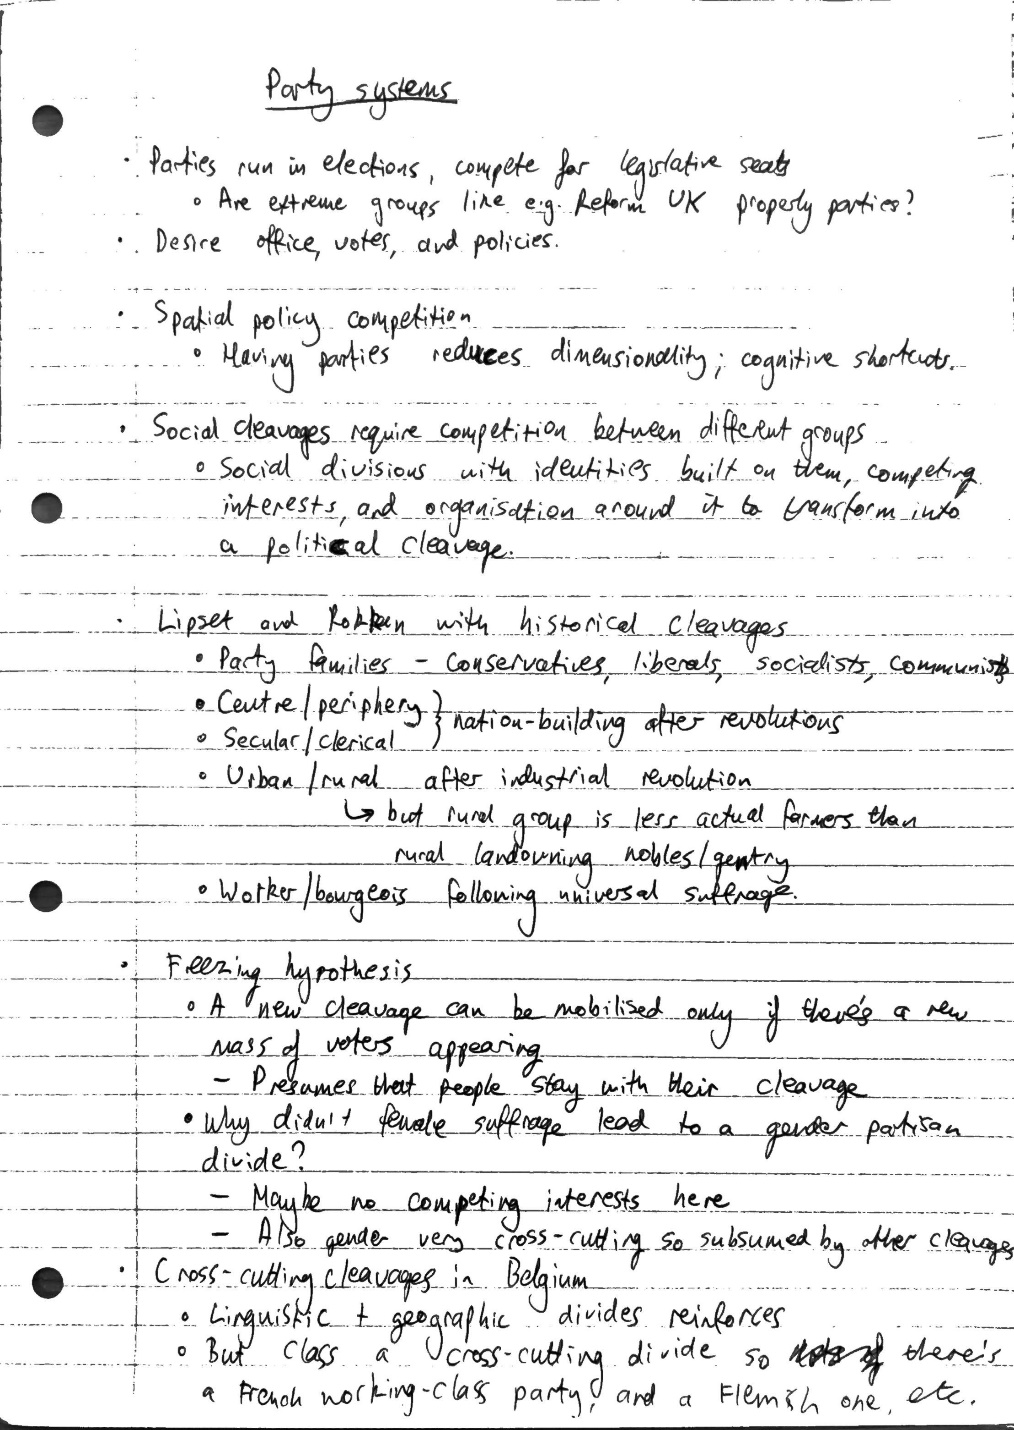 Party systems
· Parties run in elections, compete for legislative seats
◦ Are extreme groups like e.g. Reform UK properly parties?
· Desire office, votes, and policies.
· Spatial policy competition
◦ Having parties reduces dimensionality; cognitive shortcuts.
· Social cleavages require competition between different groups
◦ Social divisions with identities built on them, competing
interests, and organisation around it to transform into
a political cleavage.
· Lipset and Rokkan with historical cleavages
• Party families – conservatives, liberals, socialists, communists
• Centre/periphery } nation-building after revolutions
◦ Secular/clerical
◦ Urban/rural after industrial revolution
↳ but rural group is less actual farmers than
rural landowning nobles/gentry
◦ Worker/bourgeois following universal suffrage.
· Freezing hypothesis
◦ A new cleavage can be mobilised only if there's a new
mass of voters appearing
– Presumes that people stay with their cleavage
• Why didn't female suffrage lead to a gender partisan
divide?
– Maybe no competing interests here
– Also gender very cross-cutting so subsumed by other cleavages
· Cross-cutting cleavages in Belgium
◦ Linguistic + geographic divides reinforces
◦ But class a cross-cutting divide so there's
a French working-class party, and a Flemish one, etc.